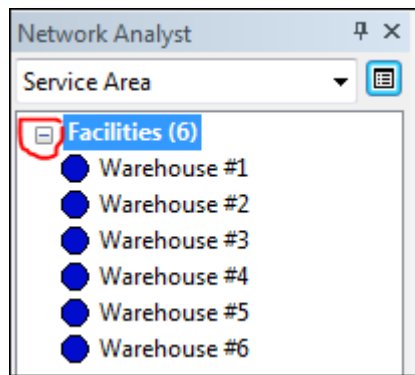 Network Analyst
Service Area
Facilities (6)
Warehouse #1
Warehouse #2
Warehouse #3
Warehouse #4
Warehouse #5
Warehouse #6